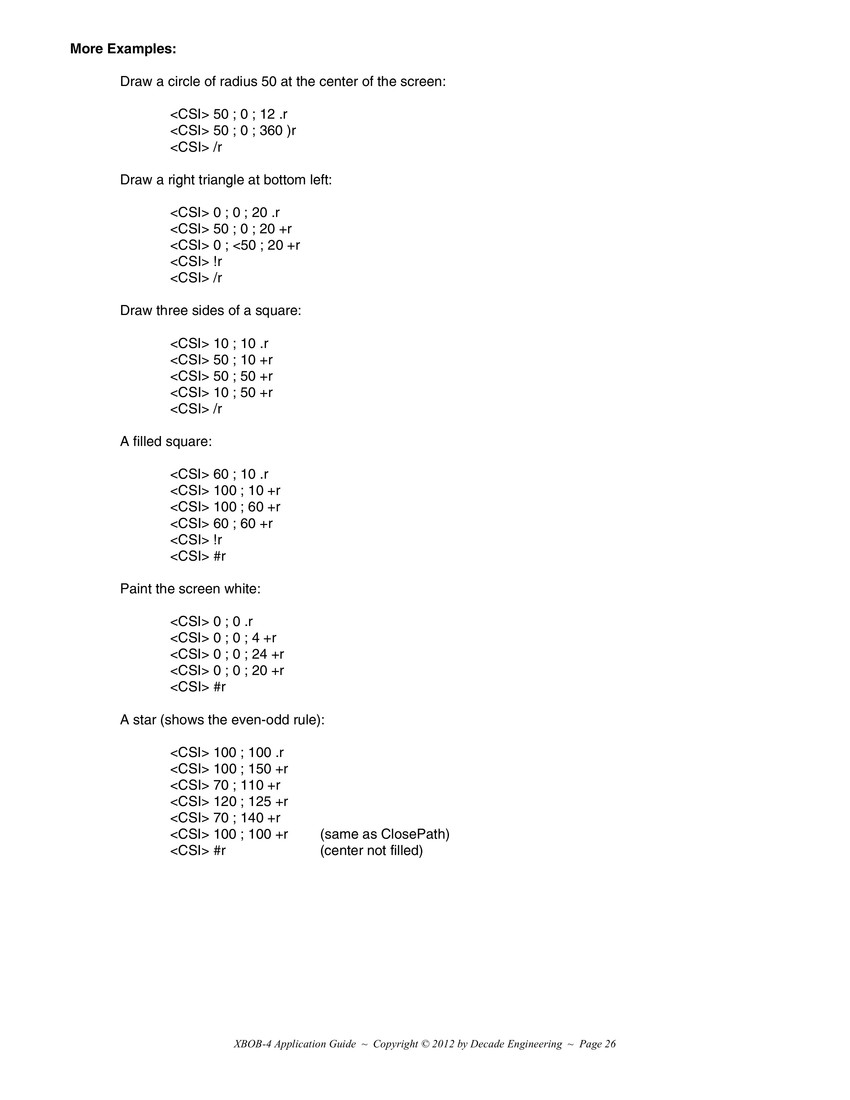 More Examples:
Draw a circle of radius 50 at the center of the screen:
<CSI> 50 ; 0 ; 12 .r
<CSI> 50 ; 0 ; 360 )r
<CSI> /r
Draw a right triangle at bottom left:
<CSI> 0 ; 0 ; 20 .r
<CSI> 50 ; 0 ; 20 +r
<CSI> 0 ; <50 ; 20 +r
<CSI> !r
<CSI> /r
Draw three sides of a square:
<CSI> 10 ; 10 .r
<CSI> 50 ; 10 +r
<CSI> 50 ; 50 +r
<CSI> 10 ; 50 +r
<CSI> /r
A filled square:
<CSI> 60 ; 10 .r
<CSI> 100 ; 10 +r
<CSI> 100 ; 60 +r
<CSI> 60 ; 60 +r
<CSI> !r
<CSI> #r
Paint the screen white:
<CSI> 0 ; 0 .r
<CSI> 0 ; 0 ; 4 +r
<CSI> 0 ; 0 ; 24 +r
<CSI> 0 ; 0 ; 20 +r
<CSI> #r
A star (shows the even-odd rule):
<CSI> 100 ; 100 .r
<CSI> 100 ; 150 +r
<CSI> 70 ; 110 +r
<CSI> 120 ; 125 +r
<CSI> 70 ; 140 +r
<CSI> 100 ; 100 +r (same as ClosePath)
<CSI> #r (center not filled)
XBOB-4 Application Guide ~ Copyright © 2012 by Decade Engineering ~ Page 26